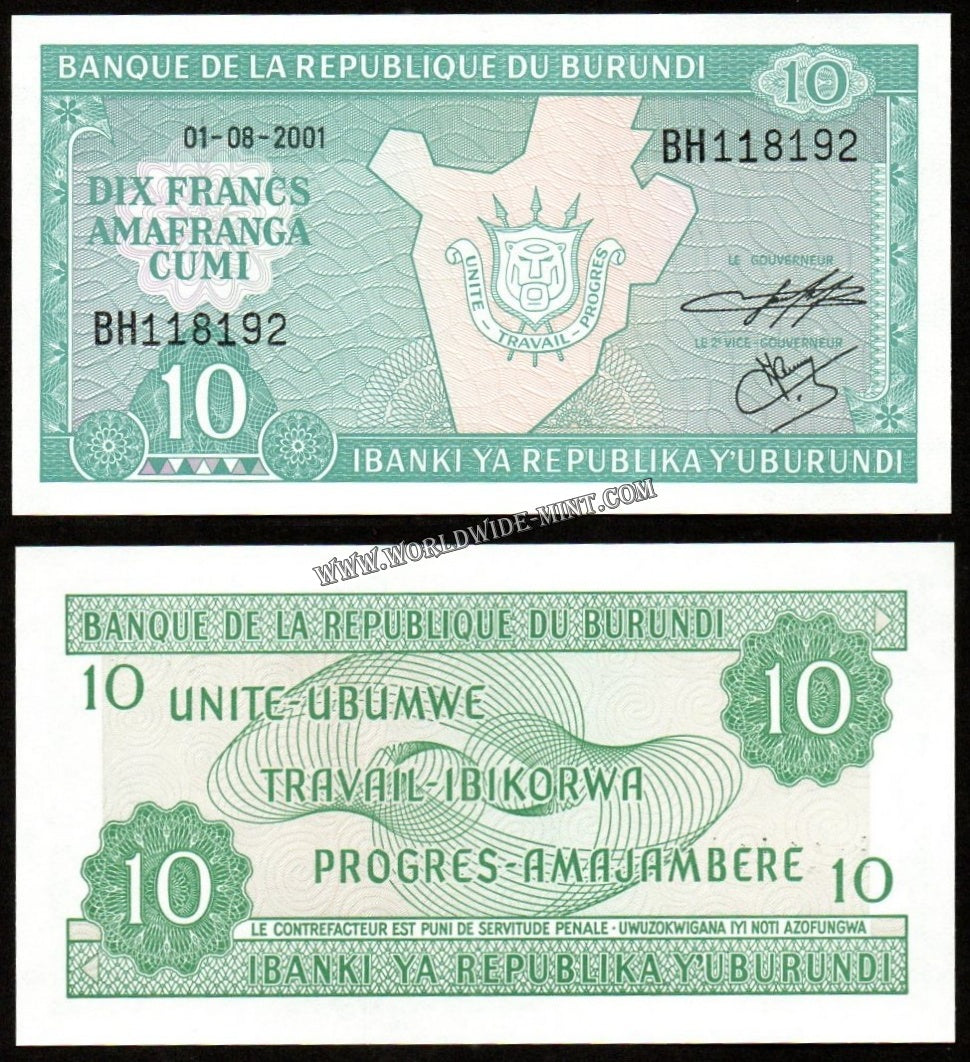 BANQUE DE LA REPUBLIQUE DU BURUNDI
10
01-08-2001
BH118192
DIX FRANCS
AMAFRANGA
CUMI
UNITE - TRAVAIL - PROGRES
LE GOUVERNEUR
BH118192
LE 2e VICE-GOUVERNEUR
10
IBANKI YA REPUBLIKA Y'UBURUNDI
WWW.WORLDWIDE-MINT.COM
BANQUE DE LA REPUBLIQUE DU BURUNDI
10
10
UNITE-UBUMWE
TRAVAIL-IBIKORWA
PROGRES-AMAJAMBERE
10
10
LE CONTREFACTEUR EST PUNI DE SERVITUDE PENALE · UWUZOKWIGANA IYI NOTI AZOFUNGWA
IBANKI YA REPUBLIKA Y'UBURUNDI